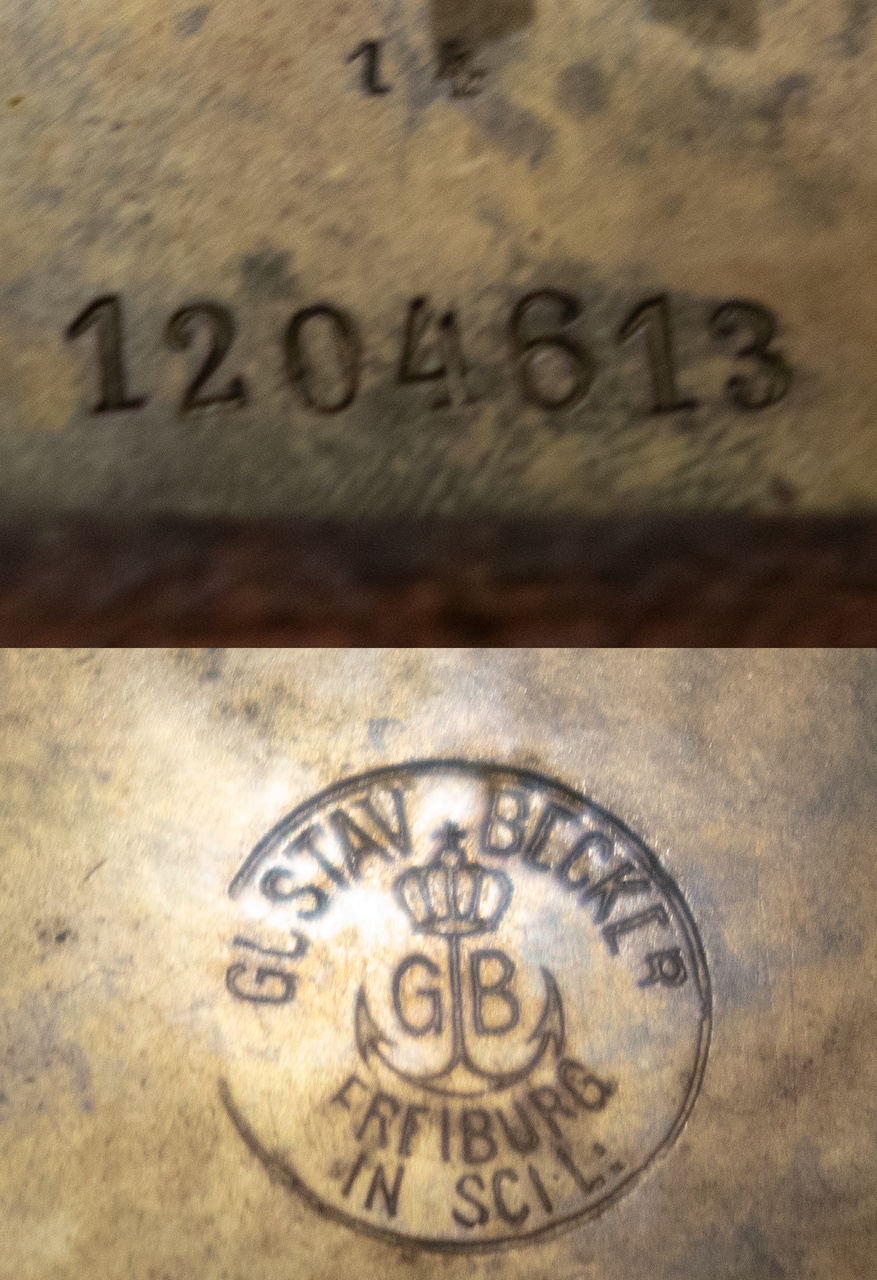 1204613
GUSTAV BECKER
GB
FREIBURG
IN SCHL.